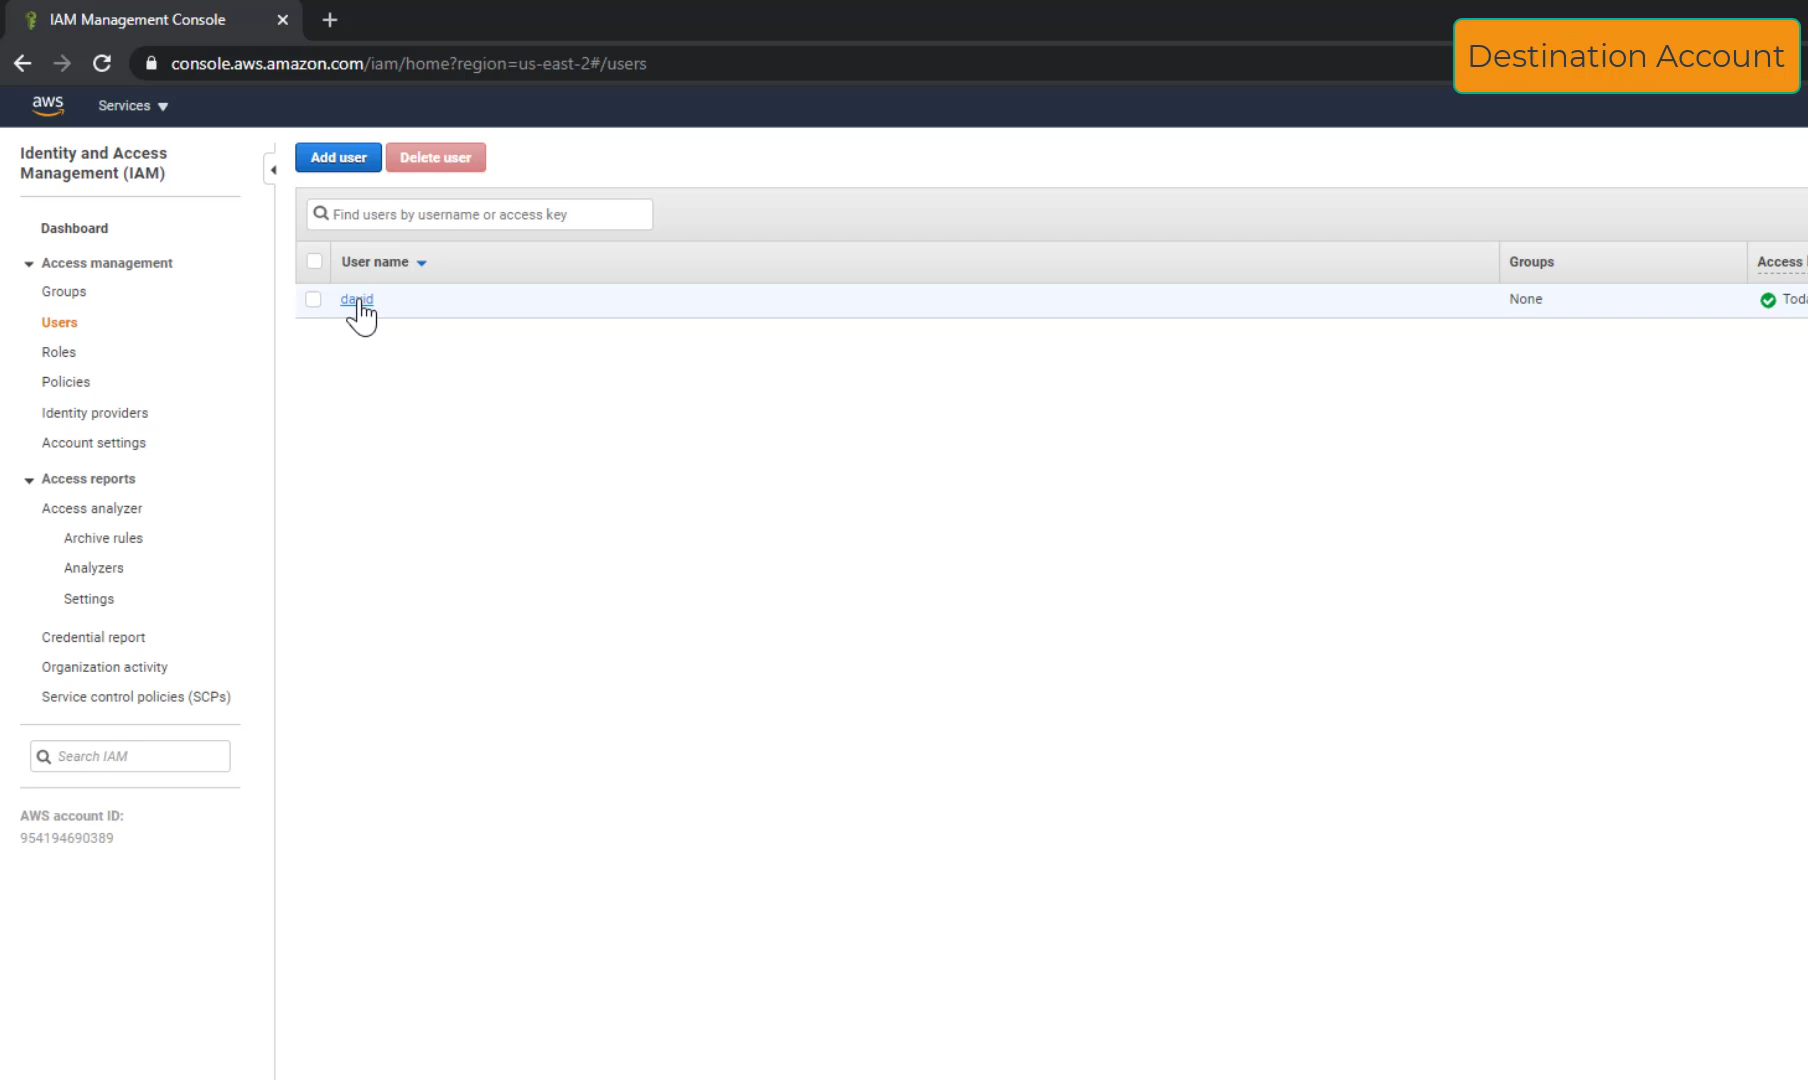 IAM Management Console
Destination Account
console.aws.amazon.com/iam/home?region=us-east-2#/users
aws
Services
Identity and Access
Management (IAM)
Dashboard
Access management
Groups
Users
Roles
Policies
Identity providers
Account settings
Access reports
Access analyzer
Archive rules
Analyzers
Settings
Credential report
Organization activity
Service control policies (SCPs)
Search IAM
AWS account ID:
954194690389
Add user
Delete user
Find users by username or access key
User name
Groups
Access
david
None